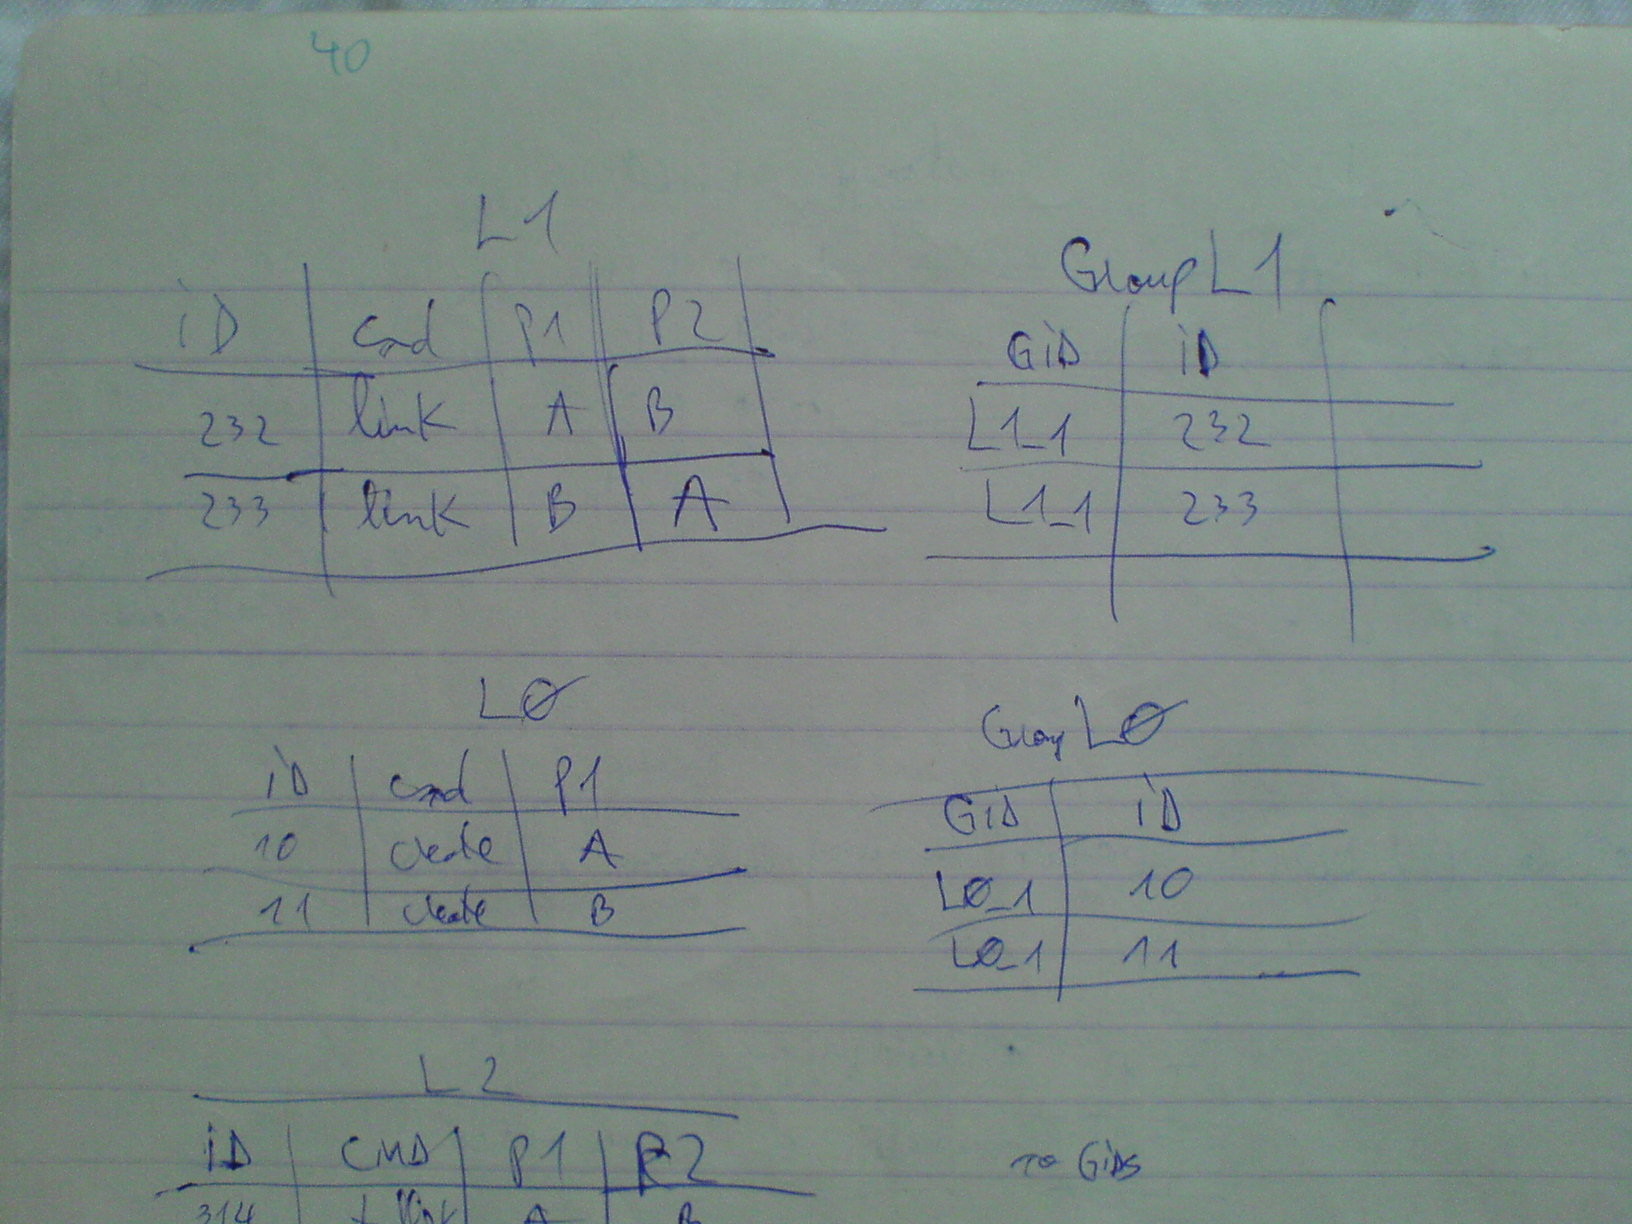 40
L1
iD cmd P1 P2
232 link A B
233 link B A
Group L1
GiD iD
L1_1 232
L1_1 233
LØ
iD cmd P1
10 create A
11 create B
Group LØ
GiD iD
LØ_1 10
LØ_1 11
L2
iD CMD P1 P2
314 link A B
GiDs